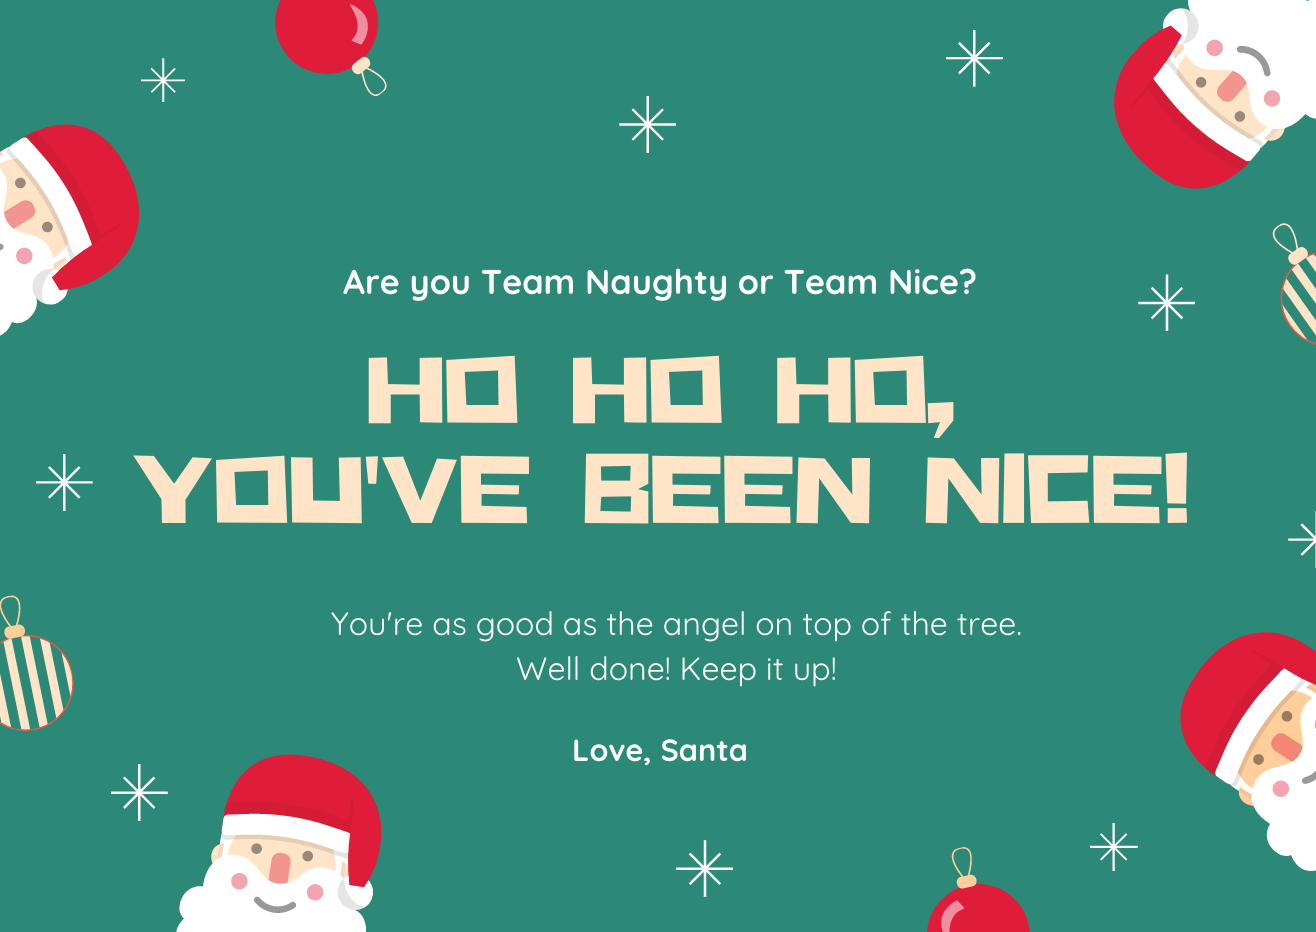 Are you Team Naughty or Team Nice?
HO HO HO,
YOU'VE BEEN NICE!
You're as good as the angel on top of the tree.
Well done! Keep it up!
Love, Santa